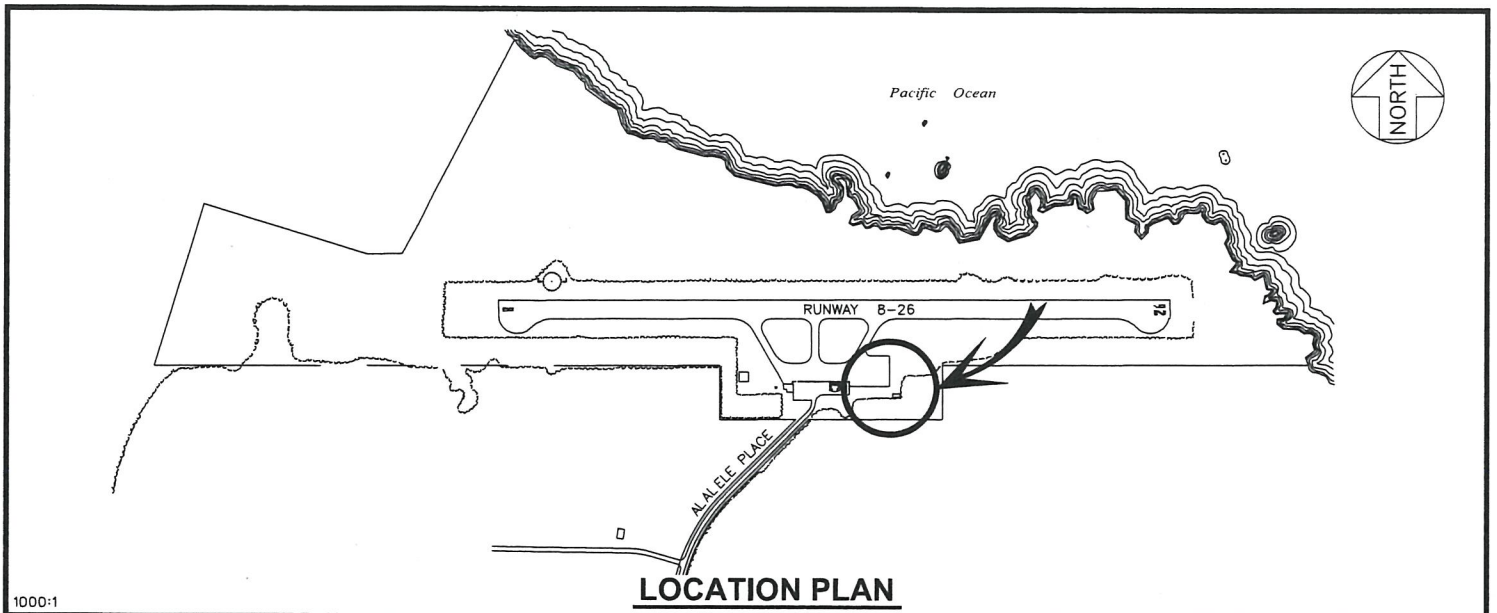 Pacific Ocean
NORTH
RUNWAY 8-26
26
ALALELE PLACE
LOCATION PLAN
1000:1